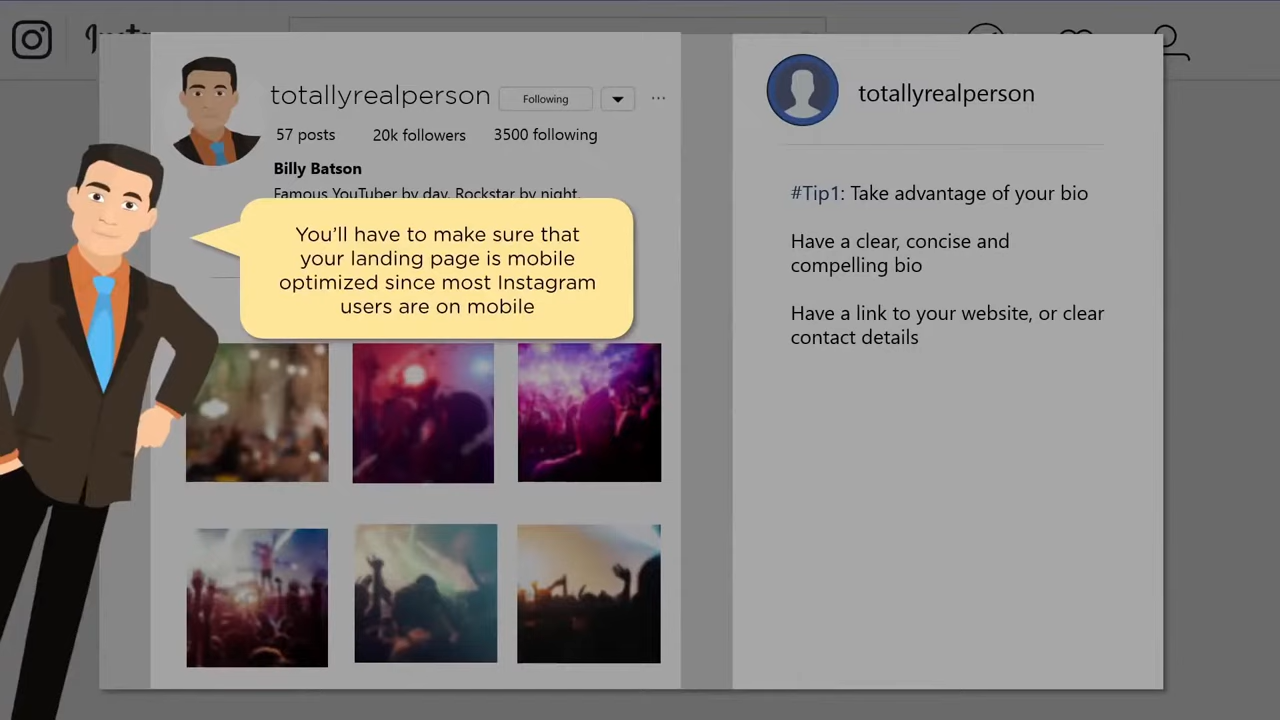 totallyrealperson
Following
57 posts
20k followers
3500 following
Billy Batson
Famous YouTuber by day, Rockstar by night.
You’ll have to make sure that
your landing page is mobile
optimized since most Instagram
users are on mobile
totallyrealperson
#Tip1: Take advantage of your bio
Have a clear, concise and
compelling bio
Have a link to your website, or clear
contact details